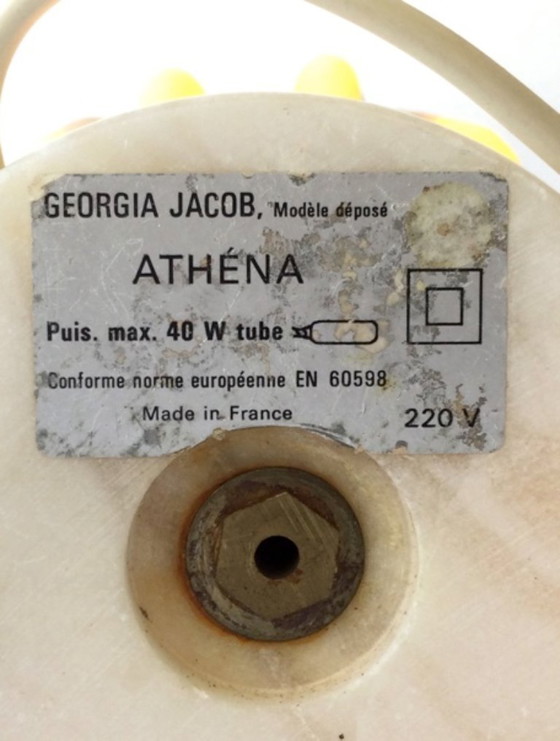 GEORGIA JACOB, Modèle déposé
ATHÉNA
Puis. max. 40 W tube
Conforme norme européenne EN 60598
Made in France
220 V